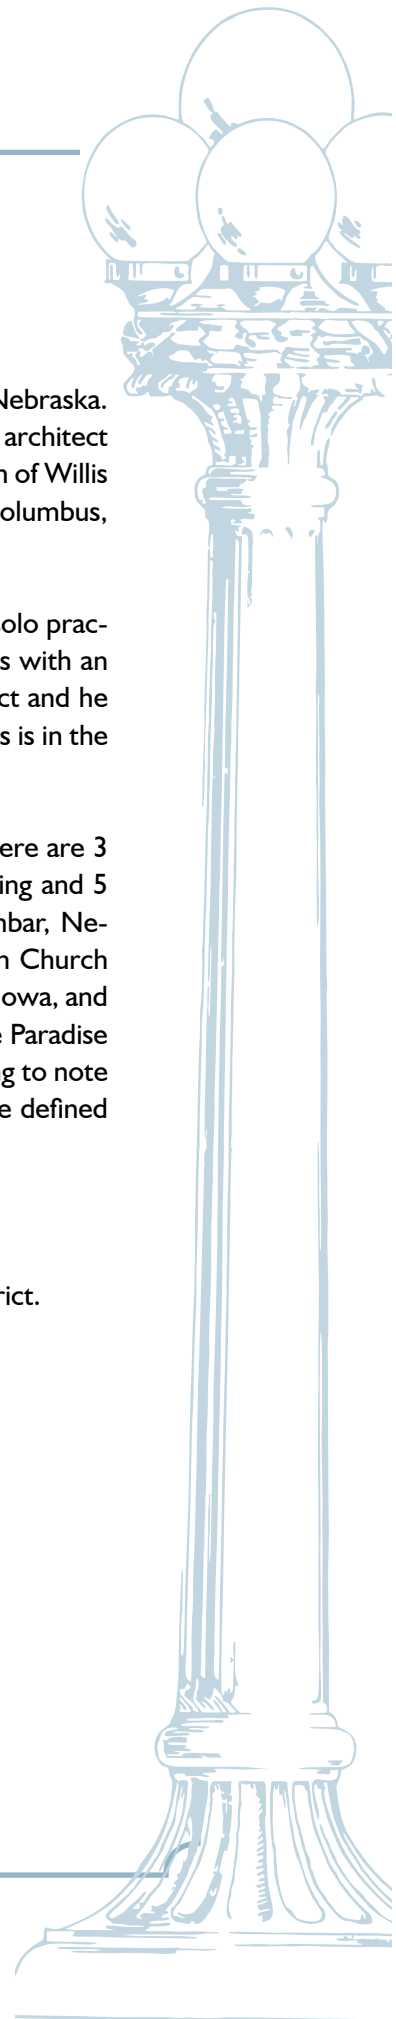 Nebraska.
architect
n of Willis
olumbus,
olo prac-
s with an
ct and he
s is in the
ere are 3
ing and 5
nbar, Ne-
n Church
owa, and
e Paradise
g to note
e defined
rict.